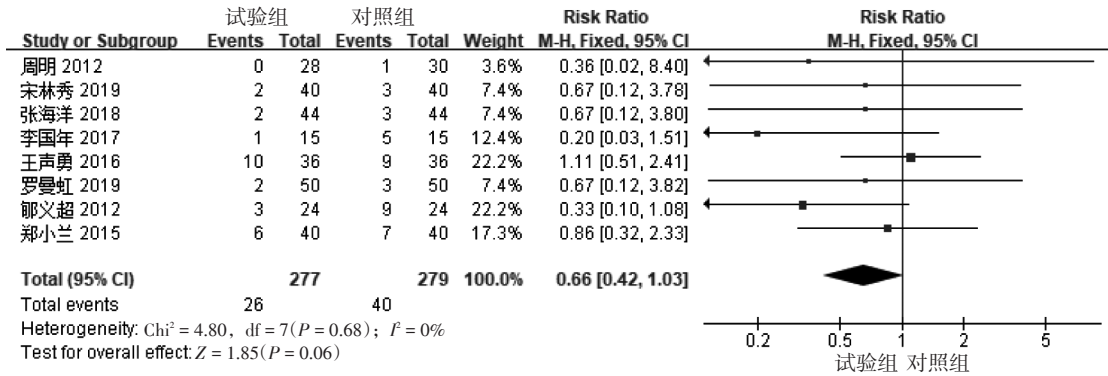 试验组 对照组 Risk Ratio Risk Ratio
Study or Subgroup Events Total Events Total Weight M-H, Fixed, 95% CI M-H, Fixed, 95% CI
周明 2012 0 28 1 30 3.6% 0.36 [0.02, 8.40]
宋林秀 2019 2 40 3 40 7.4% 0.67 [0.12, 3.78]
张海洋 2018 2 44 3 44 7.4% 0.67 [0.12, 3.80]
李国年 2017 1 15 5 15 12.4% 0.20 [0.03, 1.51]
王声勇 2016 10 36 9 36 22.2% 1.11 [0.51, 2.41]
罗曼虹 2019 2 50 3 50 7.4% 0.67 [0.12, 3.82]
郇义超 2012 3 24 9 24 22.2% 0.33 [0.10, 1.08]
郑小兰 2015 6 40 7 40 17.3% 0.86 [0.32, 2.33]
Total (95% CI) 277 279 100.0% 0.66 [0.42, 1.03]
Total events 26 40
Heterogeneity: Chi² = 4.80, df = 7(P = 0.68); I² = 0%
Test for overall effect: Z = 1.85(P = 0.06)
0.2 0.5 1 2 5
试验组 对照组